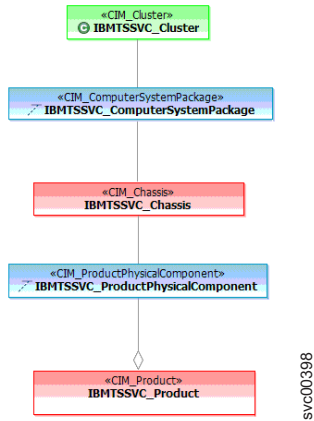 «CIM_Cluster»
IBMTSSVC_Cluster
«CIM_ComputerSystemPackage»
IBMTSSVC_ComputerSystemPackage
«CIM_Chassis»
IBMTSSVC_Chassis
«CIM_ProductPhysicalComponent»
IBMTSSVC_ProductPhysicalComponent
«CIM_Product»
IBMTSSVC_Product
svc00398